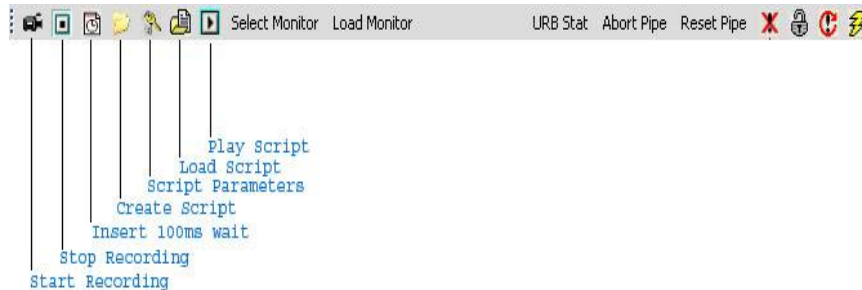 Select Monitor Load Monitor URB Stat Abort Pipe Reset Pipe
Play Script
Load Script
Script Parameters
Create Script
Insert 100ms wait
Stop Recording
Start Recording